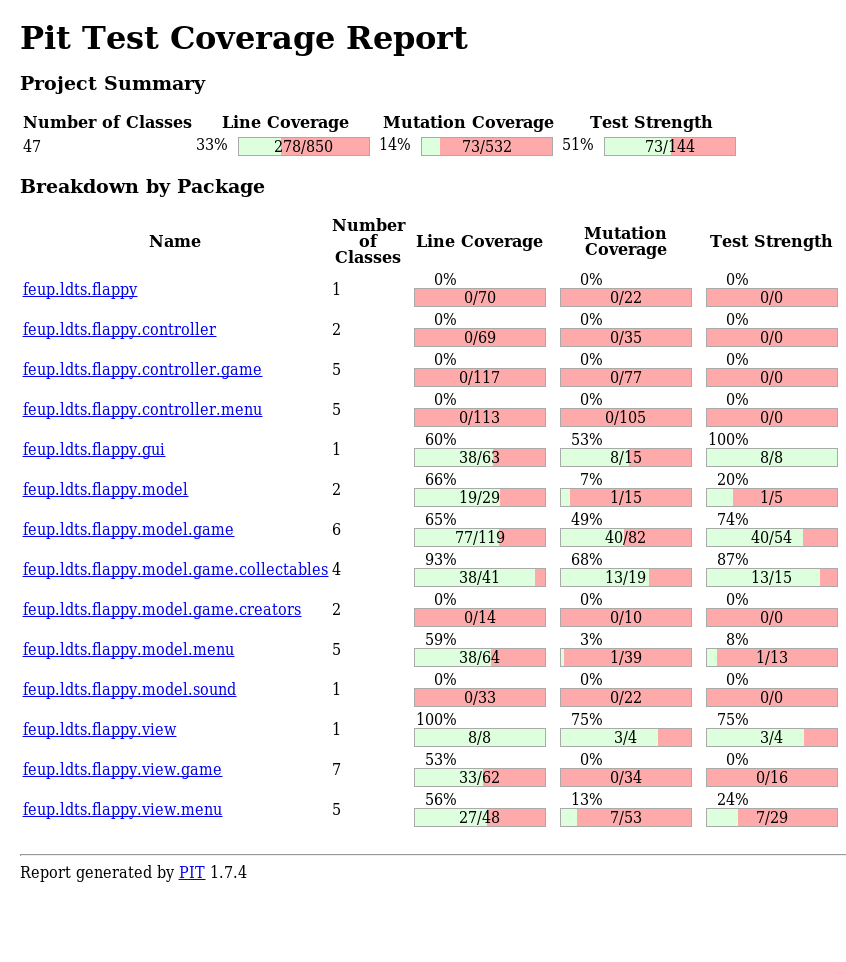 Pit Test Coverage Report
Project Summary
Number of Classes Line Coverage Mutation Coverage Test Strength
47 33% 278/850 14% 73/532 51% 73/144
Breakdown by Package
Name Number of Classes Line Coverage Mutation Coverage Test Strength
feup.ldts.flappy 1 0% 0/70 0% 0/22 0% 0/0
feup.ldts.flappy.controller 2 0% 0/69 0% 0/35 0% 0/0
feup.ldts.flappy.controller.game 5 0% 0/117 0% 0/77 0% 0/0
feup.ldts.flappy.controller.menu 5 0% 0/113 0% 0/105 0% 0/0
feup.ldts.flappy.gui 1 60% 38/63 53% 8/15 100% 8/8
feup.ldts.flappy.model 2 66% 19/29 7% 1/15 20% 1/5
feup.ldts.flappy.model.game 6 65% 77/119 49% 40/82 74% 40/54
feup.ldts.flappy.model.game.collectables 4 93% 38/41 68% 13/19 87% 13/15
feup.ldts.flappy.model.game.creators 2 0% 0/14 0% 0/10 0% 0/0
feup.ldts.flappy.model.menu 5 59% 38/64 3% 1/39 8% 1/13
feup.ldts.flappy.model.sound 1 0% 0/33 0% 0/22 0% 0/0
feup.ldts.flappy.view 1 100% 8/8 75% 3/4 75% 3/4
feup.ldts.flappy.view.game 7 53% 33/62 0% 0/34 0% 0/16
feup.ldts.flappy.view.menu 5 56% 27/48 13% 7/53 24% 7/29
Report generated by PIT 1.7.4